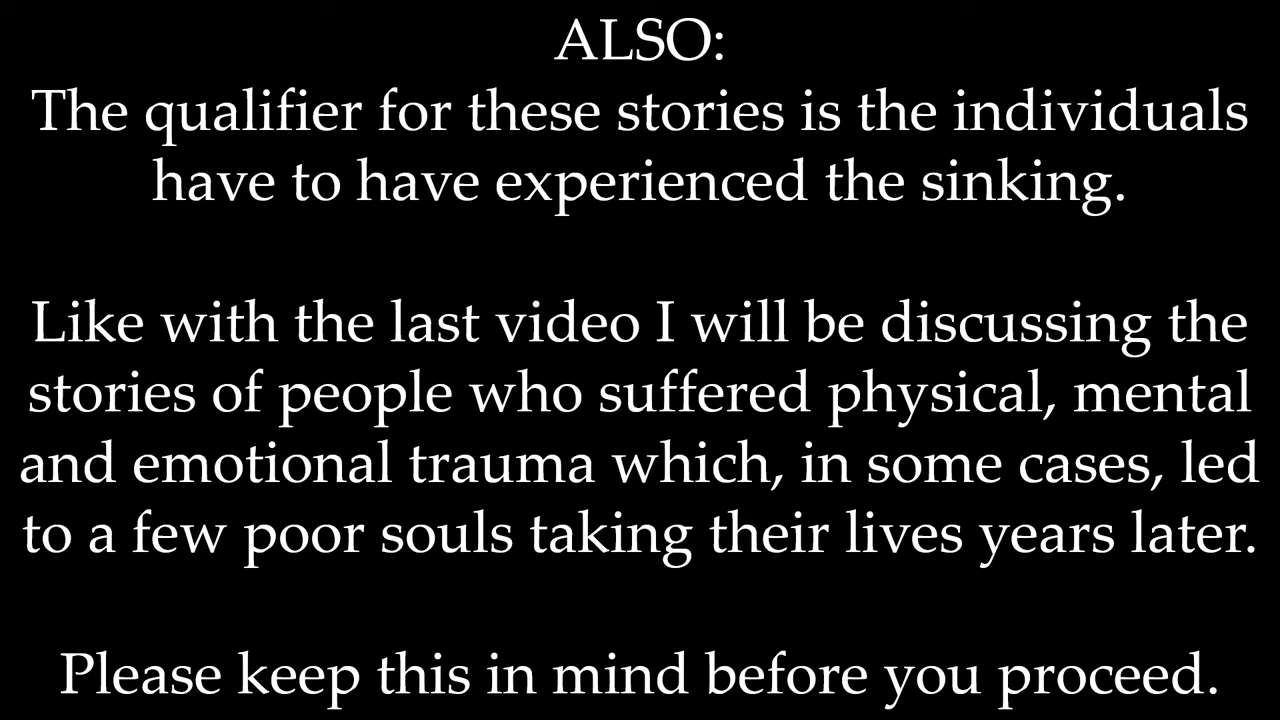 ALSO:
The qualifier for these stories is the individuals
have to have experienced the sinking.
Like with the last video I will be discussing the
stories of people who suffered physical, mental
and emotional trauma which, in some cases, led
to a few poor souls taking their lives years later.
Please keep this in mind before you proceed.